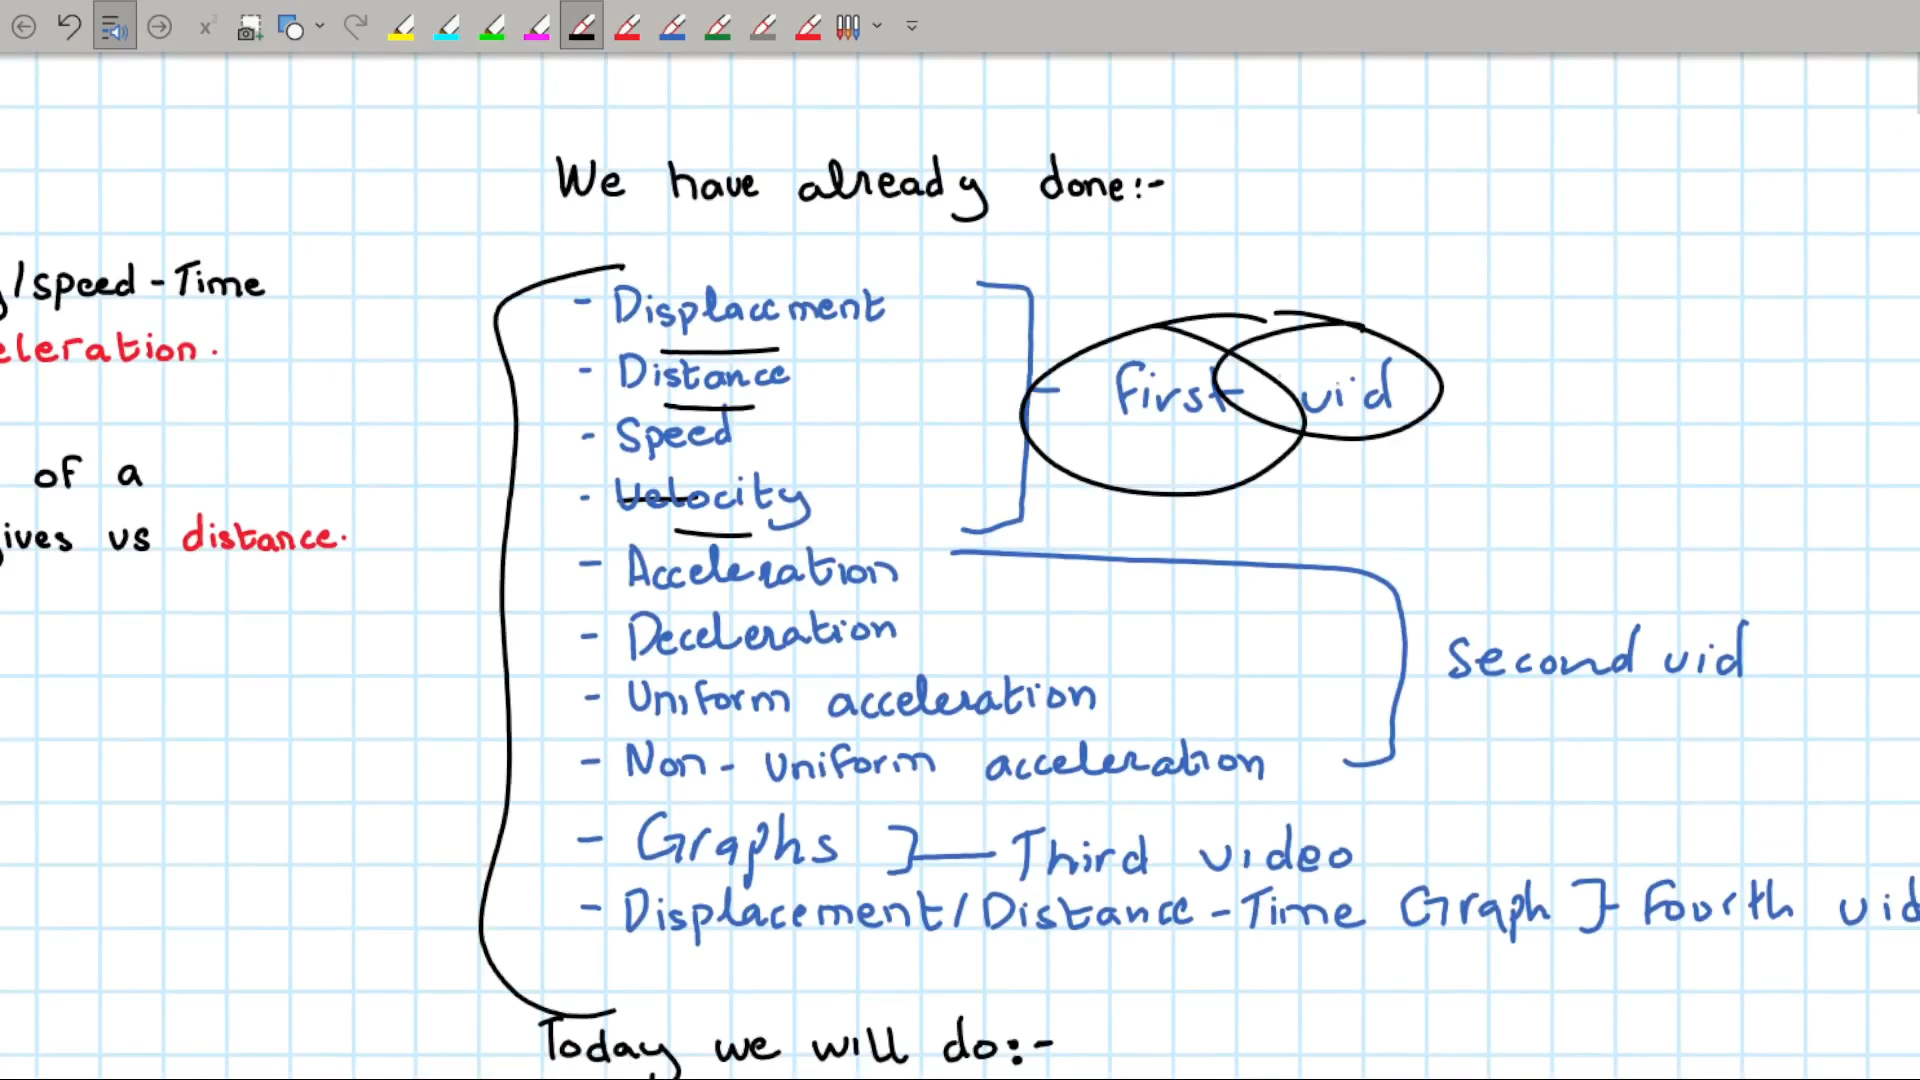 We have already done:-
/speed-Time
eleration.
of a
ives us distance.
- Displacement
- Distance
- Speed
- Velocity
- First vid
- Acceleration
- Deceleration
- Uniform acceleration
- Non-Uniform acceleration
Second vid
- Graphs }— Third video
- Displacement/Distance-Time Graph }- Fourth vid
Today we will do:-